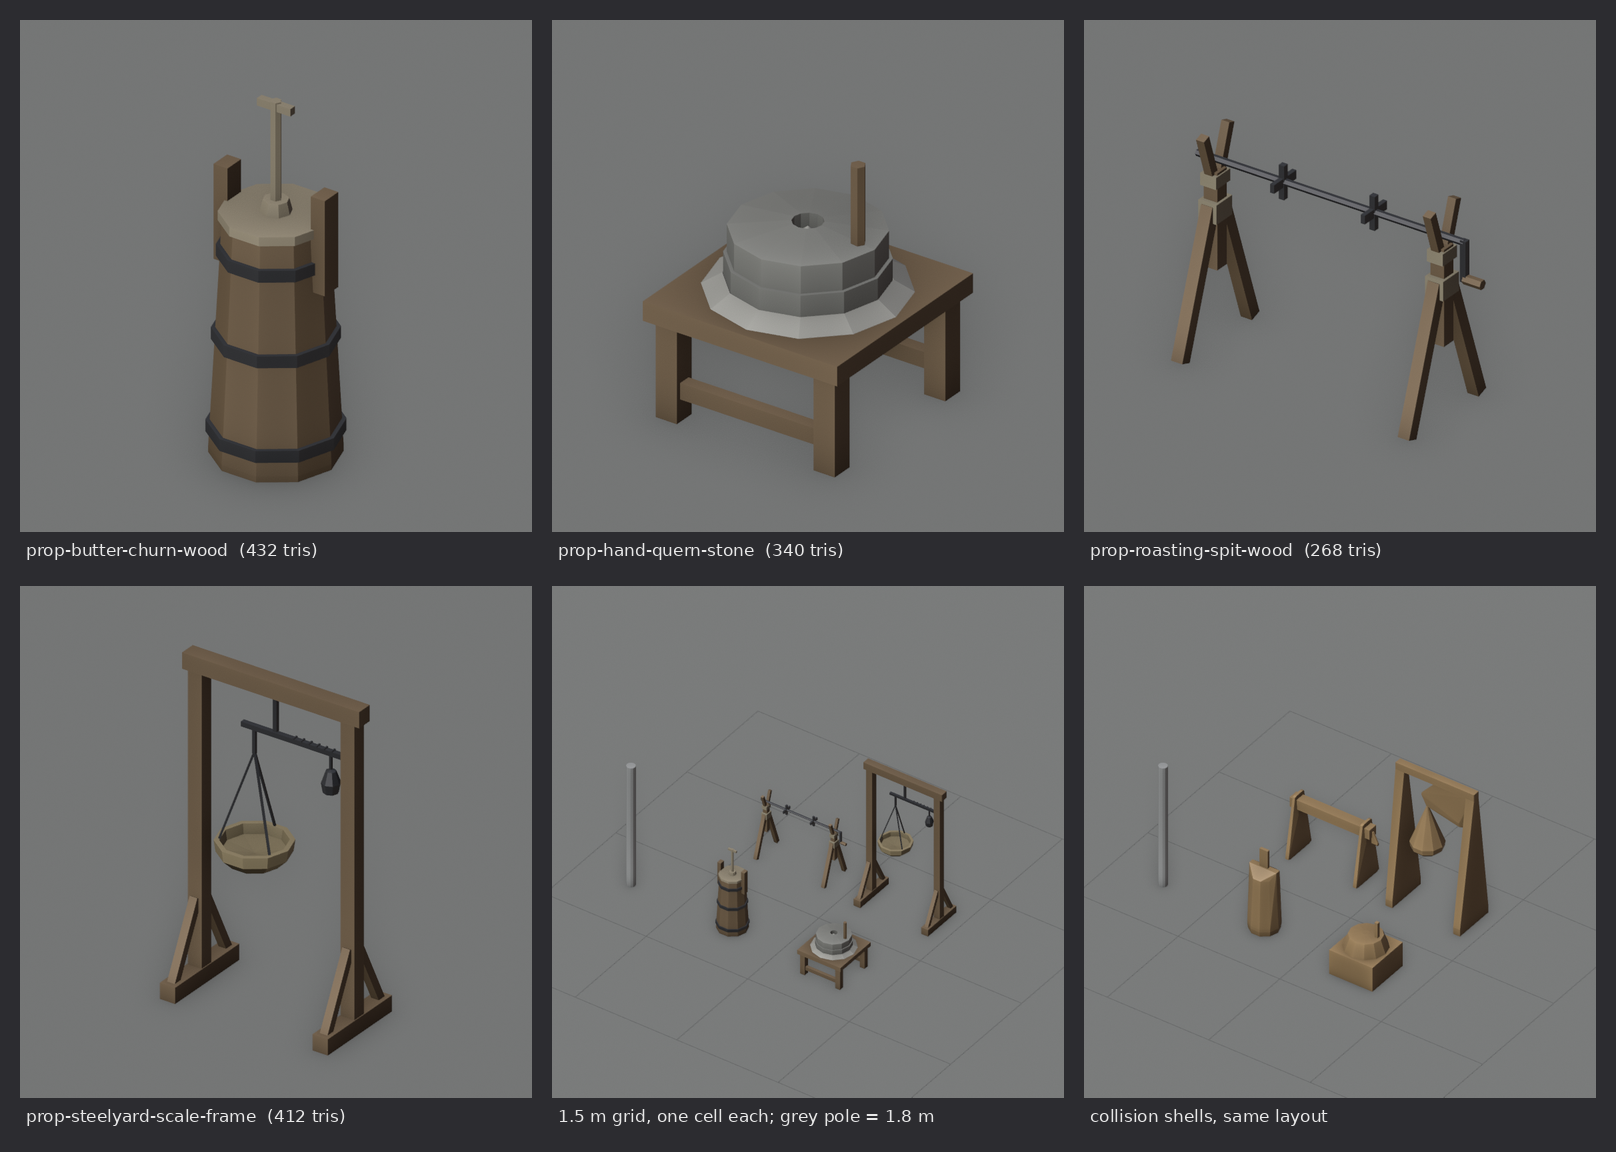 prop-butter-churn-wood (432 tris)
prop-hand-quern-stone (340 tris)
prop-roasting-spit-wood (268 tris)
prop-steelyard-scale-frame (412 tris)
1.5 m grid, one cell each; grey pole = 1.8 m
collision shells, same layout